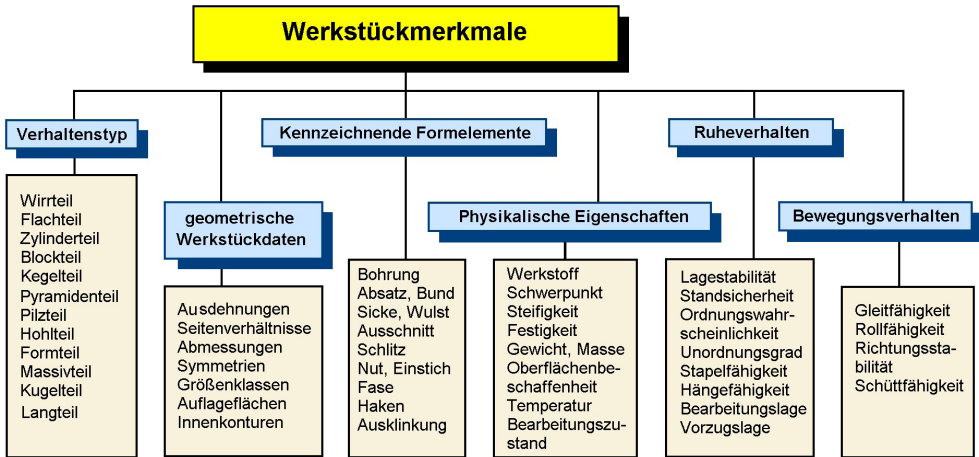 Werkstückmerkmale
Verhaltenstyp
Wirrteil
Flachteil
Zylinderteil
Blockteil
Kegelteil
Pyramidenteil
Pilzteil
Hohlteil
Formteil
Massivteil
Kugelteil
Langteil
geometrische
Werkstückdaten
Ausdehnungen
Seitenverhältnisse
Abmessungen
Symmetrien
Größenklassen
Auflageflächen
Innenkonturen
Kennzeichnende Formelemente
Bohrung
Absatz, Bund
Sicke, Wulst
Ausschnitt
Schlitz
Nut, Einstich
Fase
Haken
Ausklinkung
Physikalische Eigenschaften
Werkstoff
Schwerpunkt
Steifigkeit
Festigkeit
Gewicht, Masse
Oberflächenbe-
schaffenheit
Temperatur
Bearbeitungszu-
stand
Ruheverhalten
Lagestabilität
Standsicherheit
Ordnungswahr-
scheinlichkeit
Unordnungsgrad
Stapelfähigkeit
Hängefähigkeit
Bearbeitungslage
Vorzugslage
Bewegungsverhalten
Gleitfähigkeit
Rollfähigkeit
Richtungssta-
bilität
Schüttfähigkeit